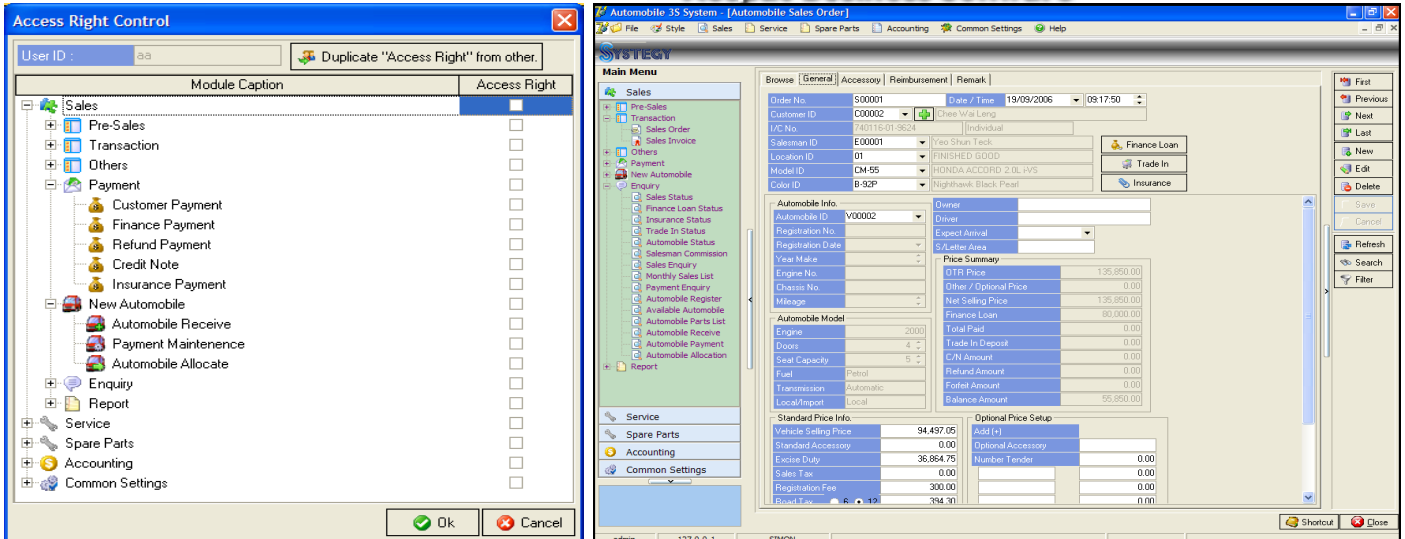 Access Right Control
User ID : aa Duplicate "Access Right" from other.
Module Caption Access Right
Sales
Pre-Sales
Transaction
Others
Payment
Customer Payment
Finance Payment
Refund Payment
Credit Note
Insurance Payment
New Automobile
Automobile Receive
Payment Maintenence
Automobile Allocate
Enquiry
Report
Service
Spare Parts
Accounting
Common Settings
Ok Cancel
Automobile 3S System - [Automobile Sales Order]
File Style Sales Service Spare Parts Accounting Common Settings Help
SYSTEGY
Main Menu
Sales
Pre-Sales
Transaction
Sales Order
Sales Invoice
Others
Payment
New Automobile
Enquiry
Sales Status
Finance Loan Status
Insurance Status
Trade In Status
Automobile Status
Salesman Commission
Sales Enquiry
Monthly Sales List
Payment Enquiry
Automobile Register
Available Automobile
Automobile Parts List
Automobile Receive
Automobile Payment
Automobile Allocation
Report
Service
Spare Parts
Accounting
Common Settings
Browse General Accessory Reimbursement Remark
Order No. S00001 Date / Time 19/09/2006 09:17:50
Customer ID C00002 Chee Wai Leng
I/C No. 740116-01-9624 Individual
Salesman ID E00001 Yeo Shun Teck
Location ID 01 FINISHED GOOD
Model ID CM-55 HONDA ACCORD 2.0L i-VS
Color ID B-92P Nighthawk Black Pearl
Finance Loan
Trade In
Insurance
Automobile Info.
Automobile ID V00002
Registration No.
Registration Date
Year Make
Engine No.
Chassis No.
Mileage
Automobile Model
Engine 2000
Doors 4
Seat Capacity 5
Fuel Petrol
Transmission Automatic
Local/Import Local
Owner
Driver
Expect Arrival
S/Letter Area
Price Summary
OTR Price 135,850.00
Other / Optional Price 0.00
Net Selling Price 135,850.00
Finance Loan 80,000.00
Total Paid 0.00
Trade In Deposit 0.00
C/N Amount 0.00
Refund Amount 0.00
Forfeit Amount 0.00
Balance Amount 55,850.00
Standard Price Info.
Vehicle Selling Price 94,497.05
Standard Accessory 0.00
Excise Duty 36,864.75
Sales Tax 0.00
Registration Fee 300.00
Road Tax 6 12 394.30
Optional Price Setup
Add (+)
Optional Accessory
Number Tender 0.00
0.00
0.00
First
Previous
Next
Last
New
Edit
Delete
Save
Cancel
Refresh
Search
Filter
Shortcut Close